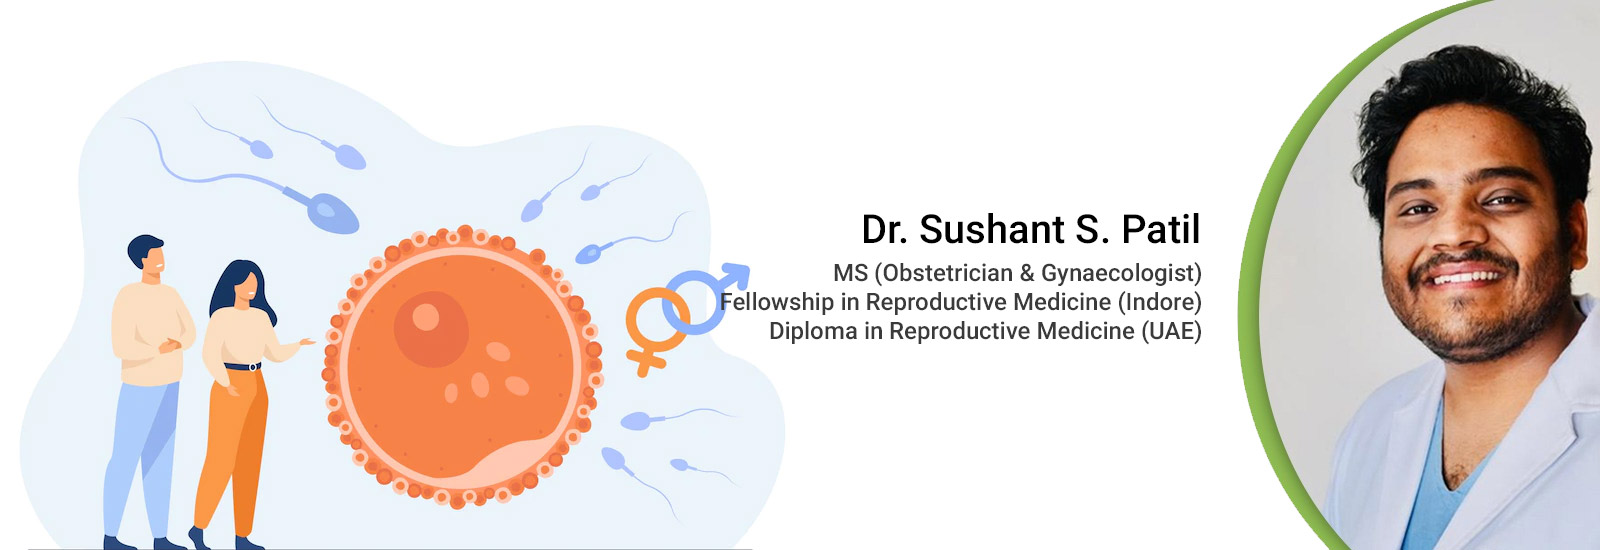 Dr. Sushant S. Patil
MS (Obstetrician & Gynaecologist)
Fellowship in Reproductive Medicine (Indore)
Diploma in Reproductive Medicine (UAE)